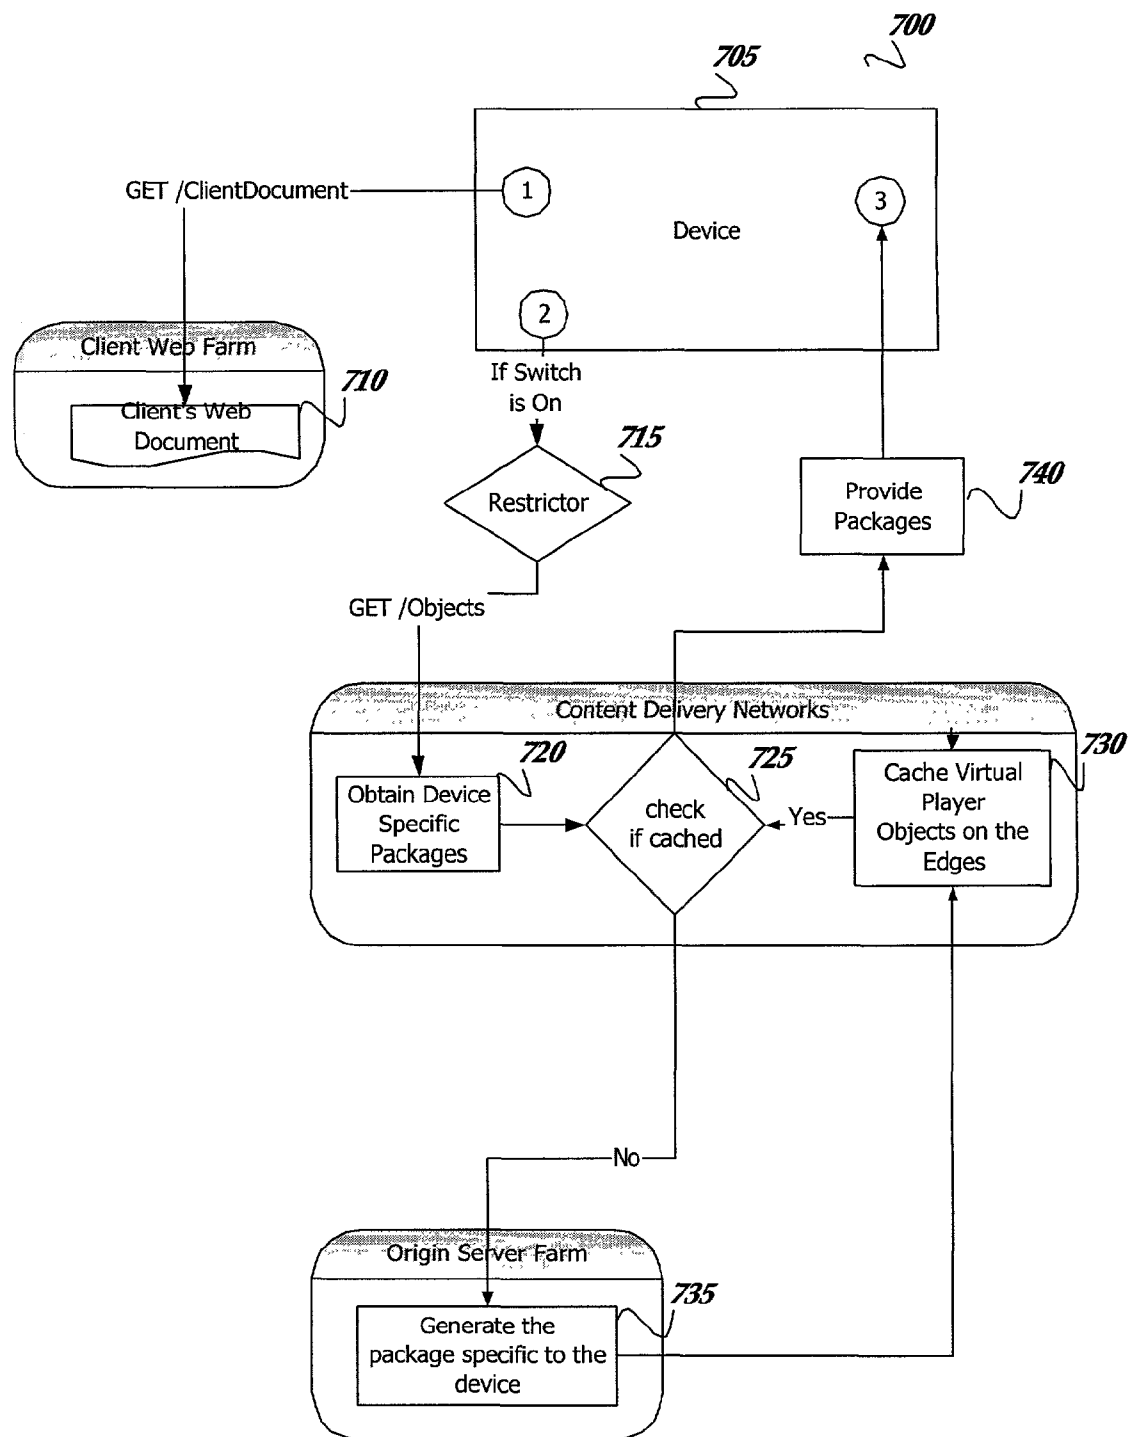 700
705
GET /ClientDocument
1
3
Device
2
Client Web Farm
If Switch
is On
710
Client's Web
Document
715
Restrictor
Provide
Packages
740
GET /Objects
Content Delivery Networks
720
725
730
Obtain Device
Specific
Packages
check
if cached
Yes
Cache Virtual
Player
Objects on the
Edges
No
Origin Server Farm
735
Generate the
package specific to the
device